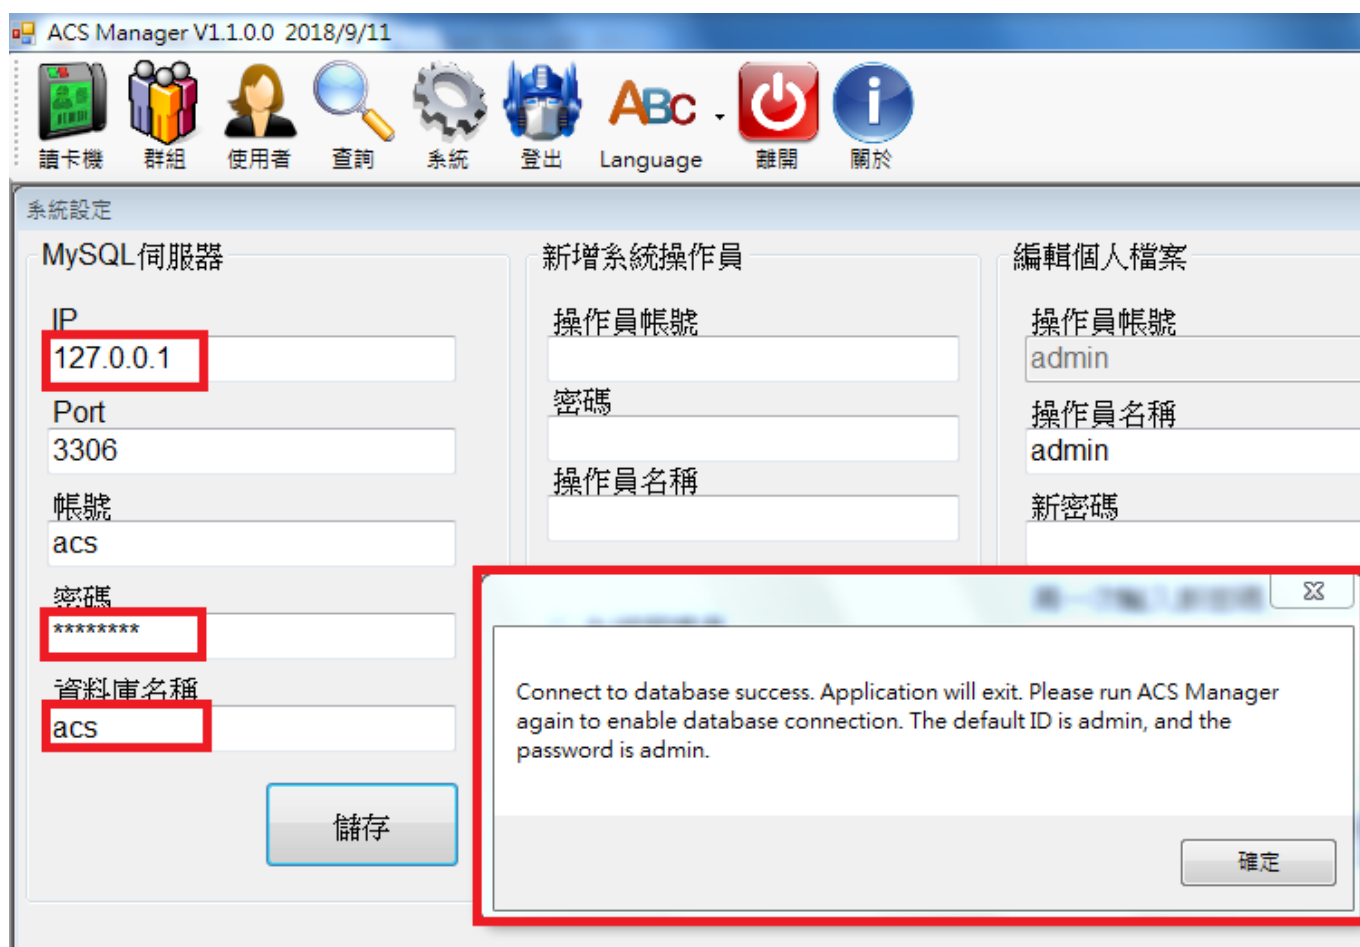 ACS Manager V1.1.0.0 2018/9/11
ABC
讀卡機 群組 使用者 查詢 系統 登出 Language 離開 關於
系統設定
MySQL伺服器
IP
127.0.0.1
Port
3306
帳號
acs
密碼
********
資料庫名稱
acs
儲存
新增系統操作員
操作員帳號
密碼
操作員名稱
編輯個人檔案
操作員帳號
admin
操作員名稱
admin
新密碼
Connect to database success. Application will exit. Please run ACS Manager
again to enable database connection. The default ID is admin, and the
password is admin.
確定